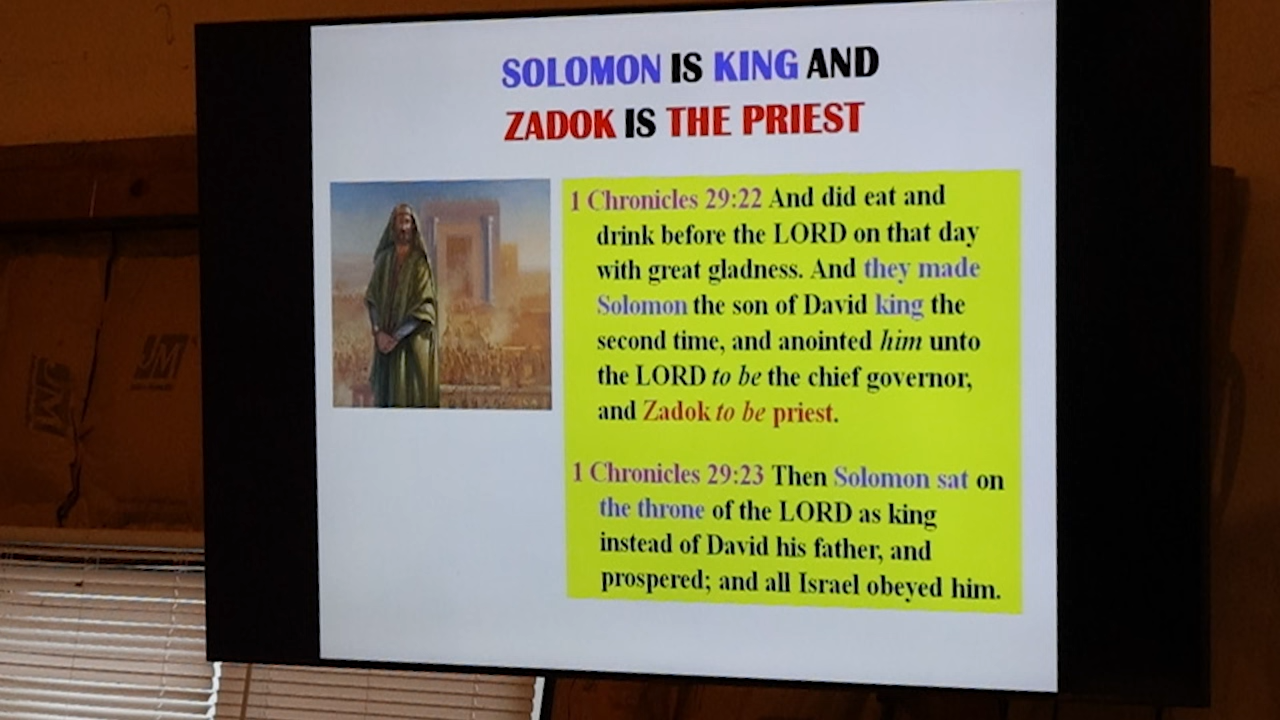 SOLOMON IS KING AND
ZADOK IS THE PRIEST
1 Chronicles 29:22 And did eat and
drink before the LORD on that day
with great gladness. And they made
Solomon the son of David king the
second time, and anointed him unto
the LORD to be the chief governor,
and Zadok to be priest.
1 Chronicles 29:23 Then Solomon sat on
the throne of the LORD as king
instead of David his father, and
prospered; and all Israel obeyed him.